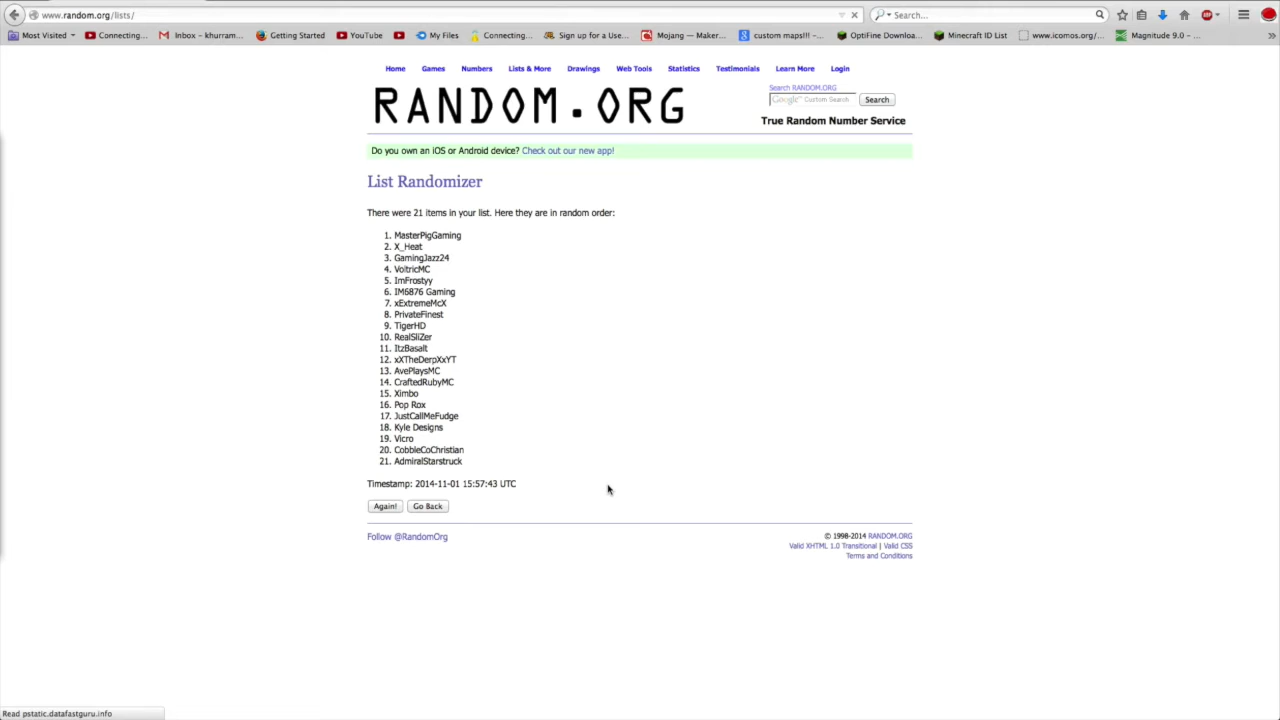 www.random.org/lists/
Search...
Most Visited
Connecting...
Inbox – khurram...
Getting Started
YouTube
My Files
Connecting...
Sign up for a Use...
Mojang — Maker...
custom maps!!! –...
OptiFine Downloa...
Minecraft ID List
www.icomos.org/...
Magnitude 9.0 – ...
Home Games Numbers Lists & More Drawings Web Tools Statistics Testimonials Learn More Login
RANDOM.ORG
Search RANDOM.ORG
Google™ Custom Search Search
True Random Number Service
Do you own an iOS or Android device? Check out our new app!
List Randomizer
There were 21 items in your list. Here they are in random order:
1. MasterPigGaming
2. X_Heat
3. GamingJazz24
4. VoltricMC
5. ImFrostyy
6. IM6876 Gaming
7. xExtremeMcX
8. PrivateFinest
9. TigerHD
10. RealSliZer
11. ItzBasalt
12. xXTheDerpXxYT
13. AvePlaysMC
14. CraftedRubyMC
15. Ximbo
16. Pop Rox
17. JustCallMeFudge
18. Kyle Designs
19. Vicro
20. CobbleCoChristian
21. AdmiralStarstruck
Timestamp: 2014-11-01 15:57:43 UTC
Again! Go Back
Follow @RandomOrg
© 1998-2014 RANDOM.ORG
Valid XHTML 1.0 Transitional | Valid CSS
Terms and Conditions
Read pstatic.datafastguru.info